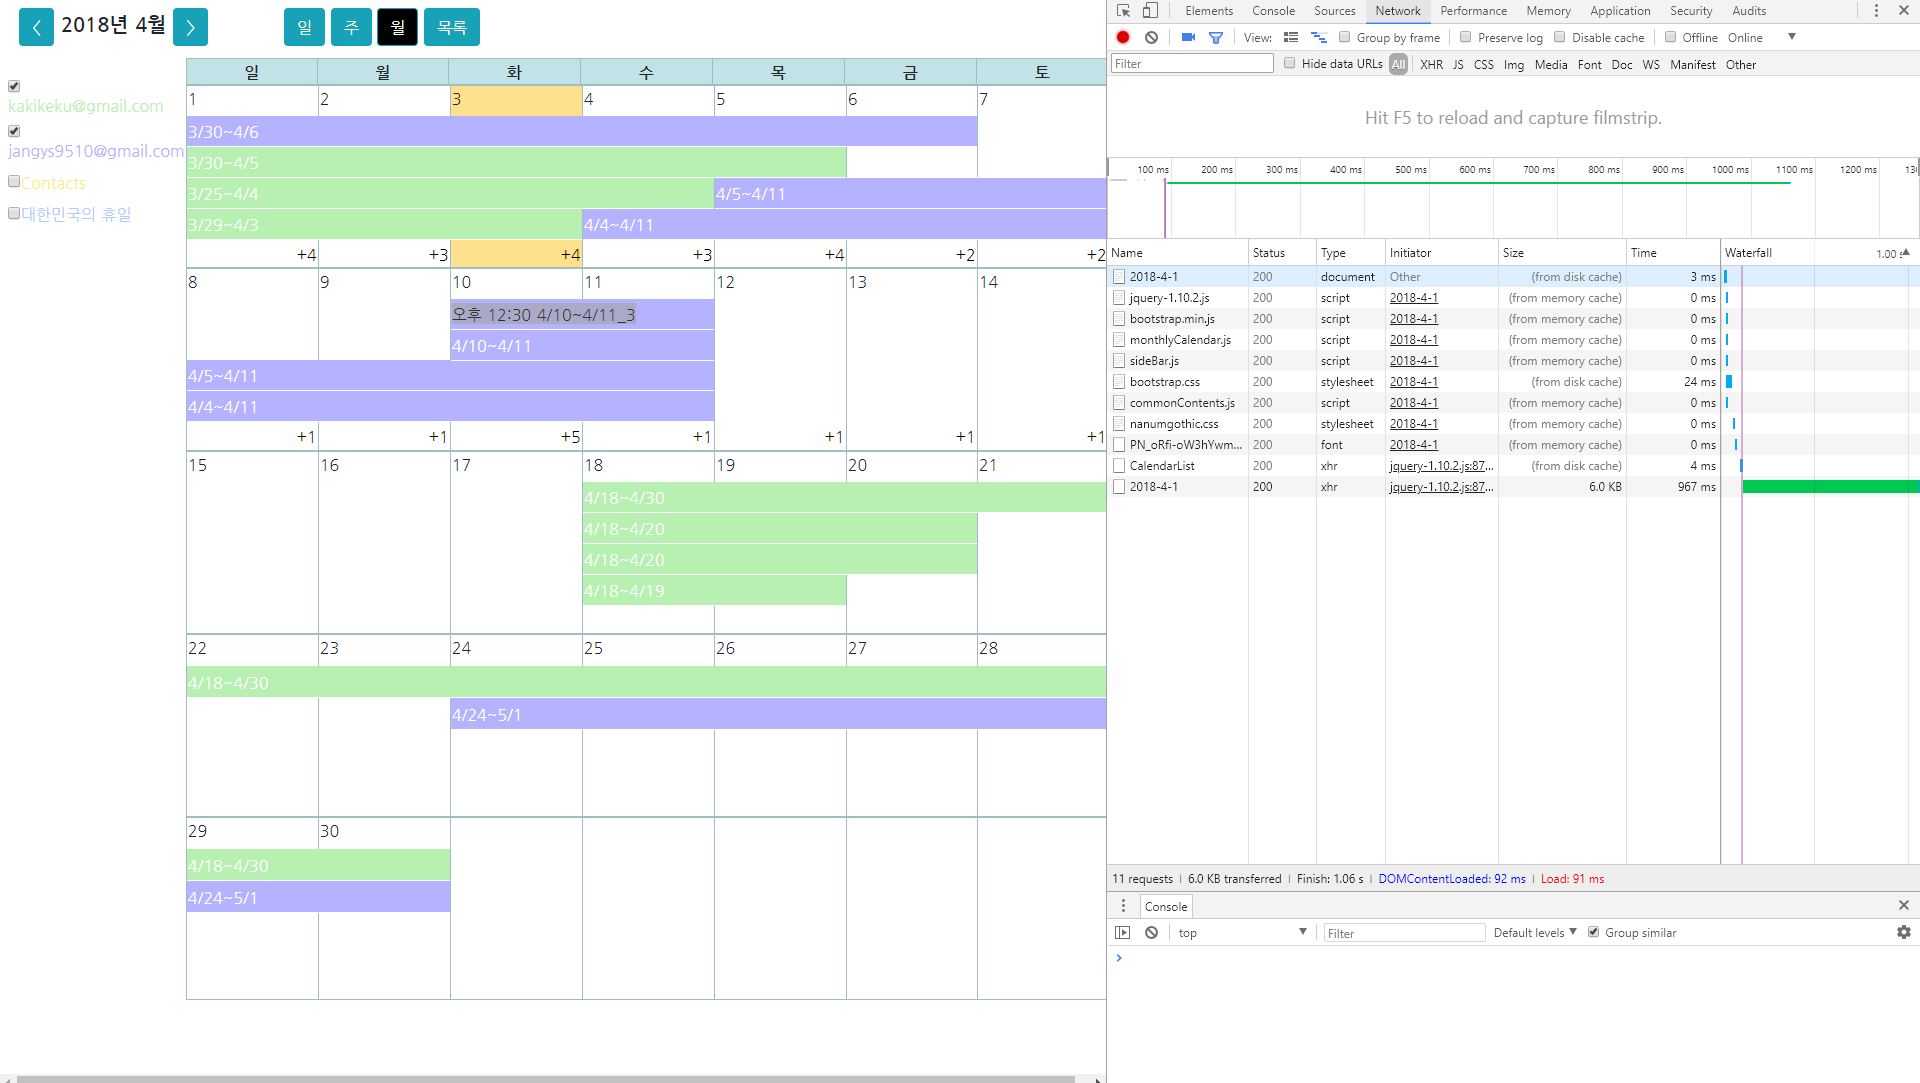 2018년 4월
일 주 월 목록
kakikeku@gmail.com
jangys9510@gmail.com
Contacts
대한민국의 휴일
일 월 화 수 목 금 토
1 2 3 4 5 6 7
3/30~4/6
3/30~4/5
3/25~4/4 4/5~4/11
3/29~4/3 4/4~4/11
+4 +3 +4 +3 +4 +2 +2
8 9 10 11 12 13 14
오후 12:30 4/10~4/11_3
4/10~4/11
4/5~4/11
4/4~4/11
+1 +1 +5 +1 +1 +1 +1
15 16 17 18 19 20 21
4/18~4/30
4/18~4/20
4/18~4/20
4/18~4/19
22 23 24 25 26 27 28
4/18~4/30
4/24~5/1
29 30
4/18~4/30
4/24~5/1
Elements Console Sources Network Performance Memory Application Security Audits
View: Group by frame Preserve log Disable cache Offline Online
Filter Hide data URLs All XHR JS CSS Img Media Font Doc WS Manifest Other
Hit F5 to reload and capture filmstrip.
100 ms 200 ms 300 ms 400 ms 500 ms 600 ms 700 ms 800 ms 900 ms 1000 ms 1100 ms 1200 ms
Name Status Type Initiator Size Time Waterfall 1.00 s
2018-4-1 200 document Other (from disk cache) 3 ms
jquery-1.10.2.js 200 script 2018-4-1 (from memory cache) 0 ms
bootstrap.min.js 200 script 2018-4-1 (from memory cache) 0 ms
monthlyCalendar.js 200 script 2018-4-1 (from memory cache) 0 ms
sideBar.js 200 script 2018-4-1 (from memory cache) 0 ms
bootstrap.css 200 stylesheet 2018-4-1 (from disk cache) 24 ms
commonContents.js 200 script 2018-4-1 (from memory cache) 0 ms
nanumgothic.css 200 stylesheet 2018-4-1 (from memory cache) 0 ms
PN_oRfi-oW3hYwm... 200 font 2018-4-1 (from memory cache) 0 ms
CalendarList 200 xhr jquery-1.10.2.js:87... (from disk cache) 4 ms
2018-4-1 200 xhr jquery-1.10.2.js:87... 6.0 KB 967 ms
11 requests | 6.0 KB transferred | Finish: 1.06 s | DOMContentLoaded: 92 ms | Load: 91 ms
Console
top Filter Default levels Group similar